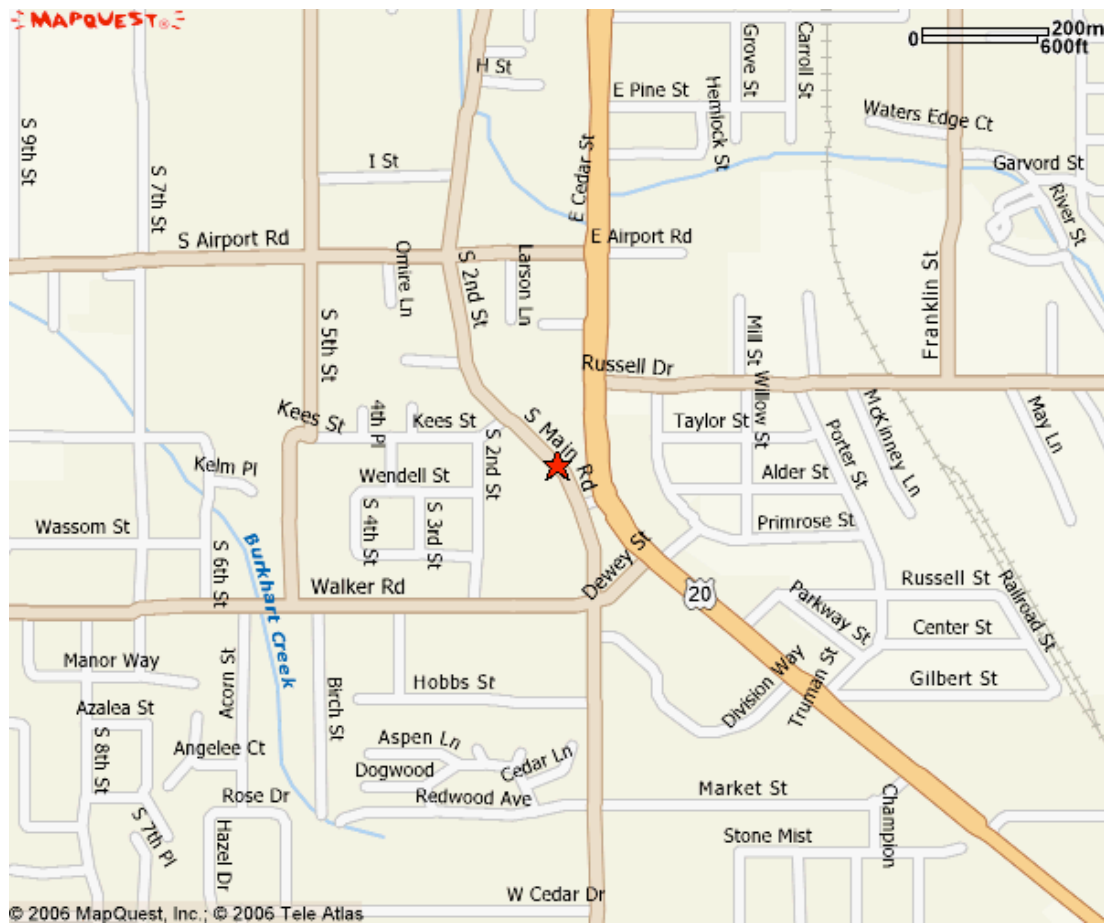 MAPQUEST®
200m
0
600ft
Grove St
Carroll St
H St
E Pine St
Hemlock St
Waters Edge Ct
S 9th St
S 7th St
I St
E Cedar St
Garvord St
River St
S Airport Rd
E Airport Rd
Omire Ln
S 2nd St
Larson Ln
Franklin St
S 5th St
Mill St
Willow St
Russell Dr
Kees St
4th Pl
Kees St
S Main Rd
Taylor St
Porter St
McKinney Ln
May Ln
Kelm Pl
Wendell St
S 2nd St
Alder St
Wassom St
S 4th St
S 3rd St
Primrose St
S 6th St
Burkhart Creek
Walker Rd
Dewey St
20
Russell St
Railroad St
Parkway St
Center St
Manor Way
Acorn St
Birch St
Hobbs St
Division Way
Truman St
Gilbert St
Azalea St
S 8th St
Angelee Ct
Aspen Ln
Dogwood
Cedar Ln
Rose Dr
Redwood Ave
Market St
Champion
S 7th Pl
Hazel Dr
Stone Mist
W Cedar Dr
© 2006 MapQuest, Inc.; © 2006 Tele Atlas